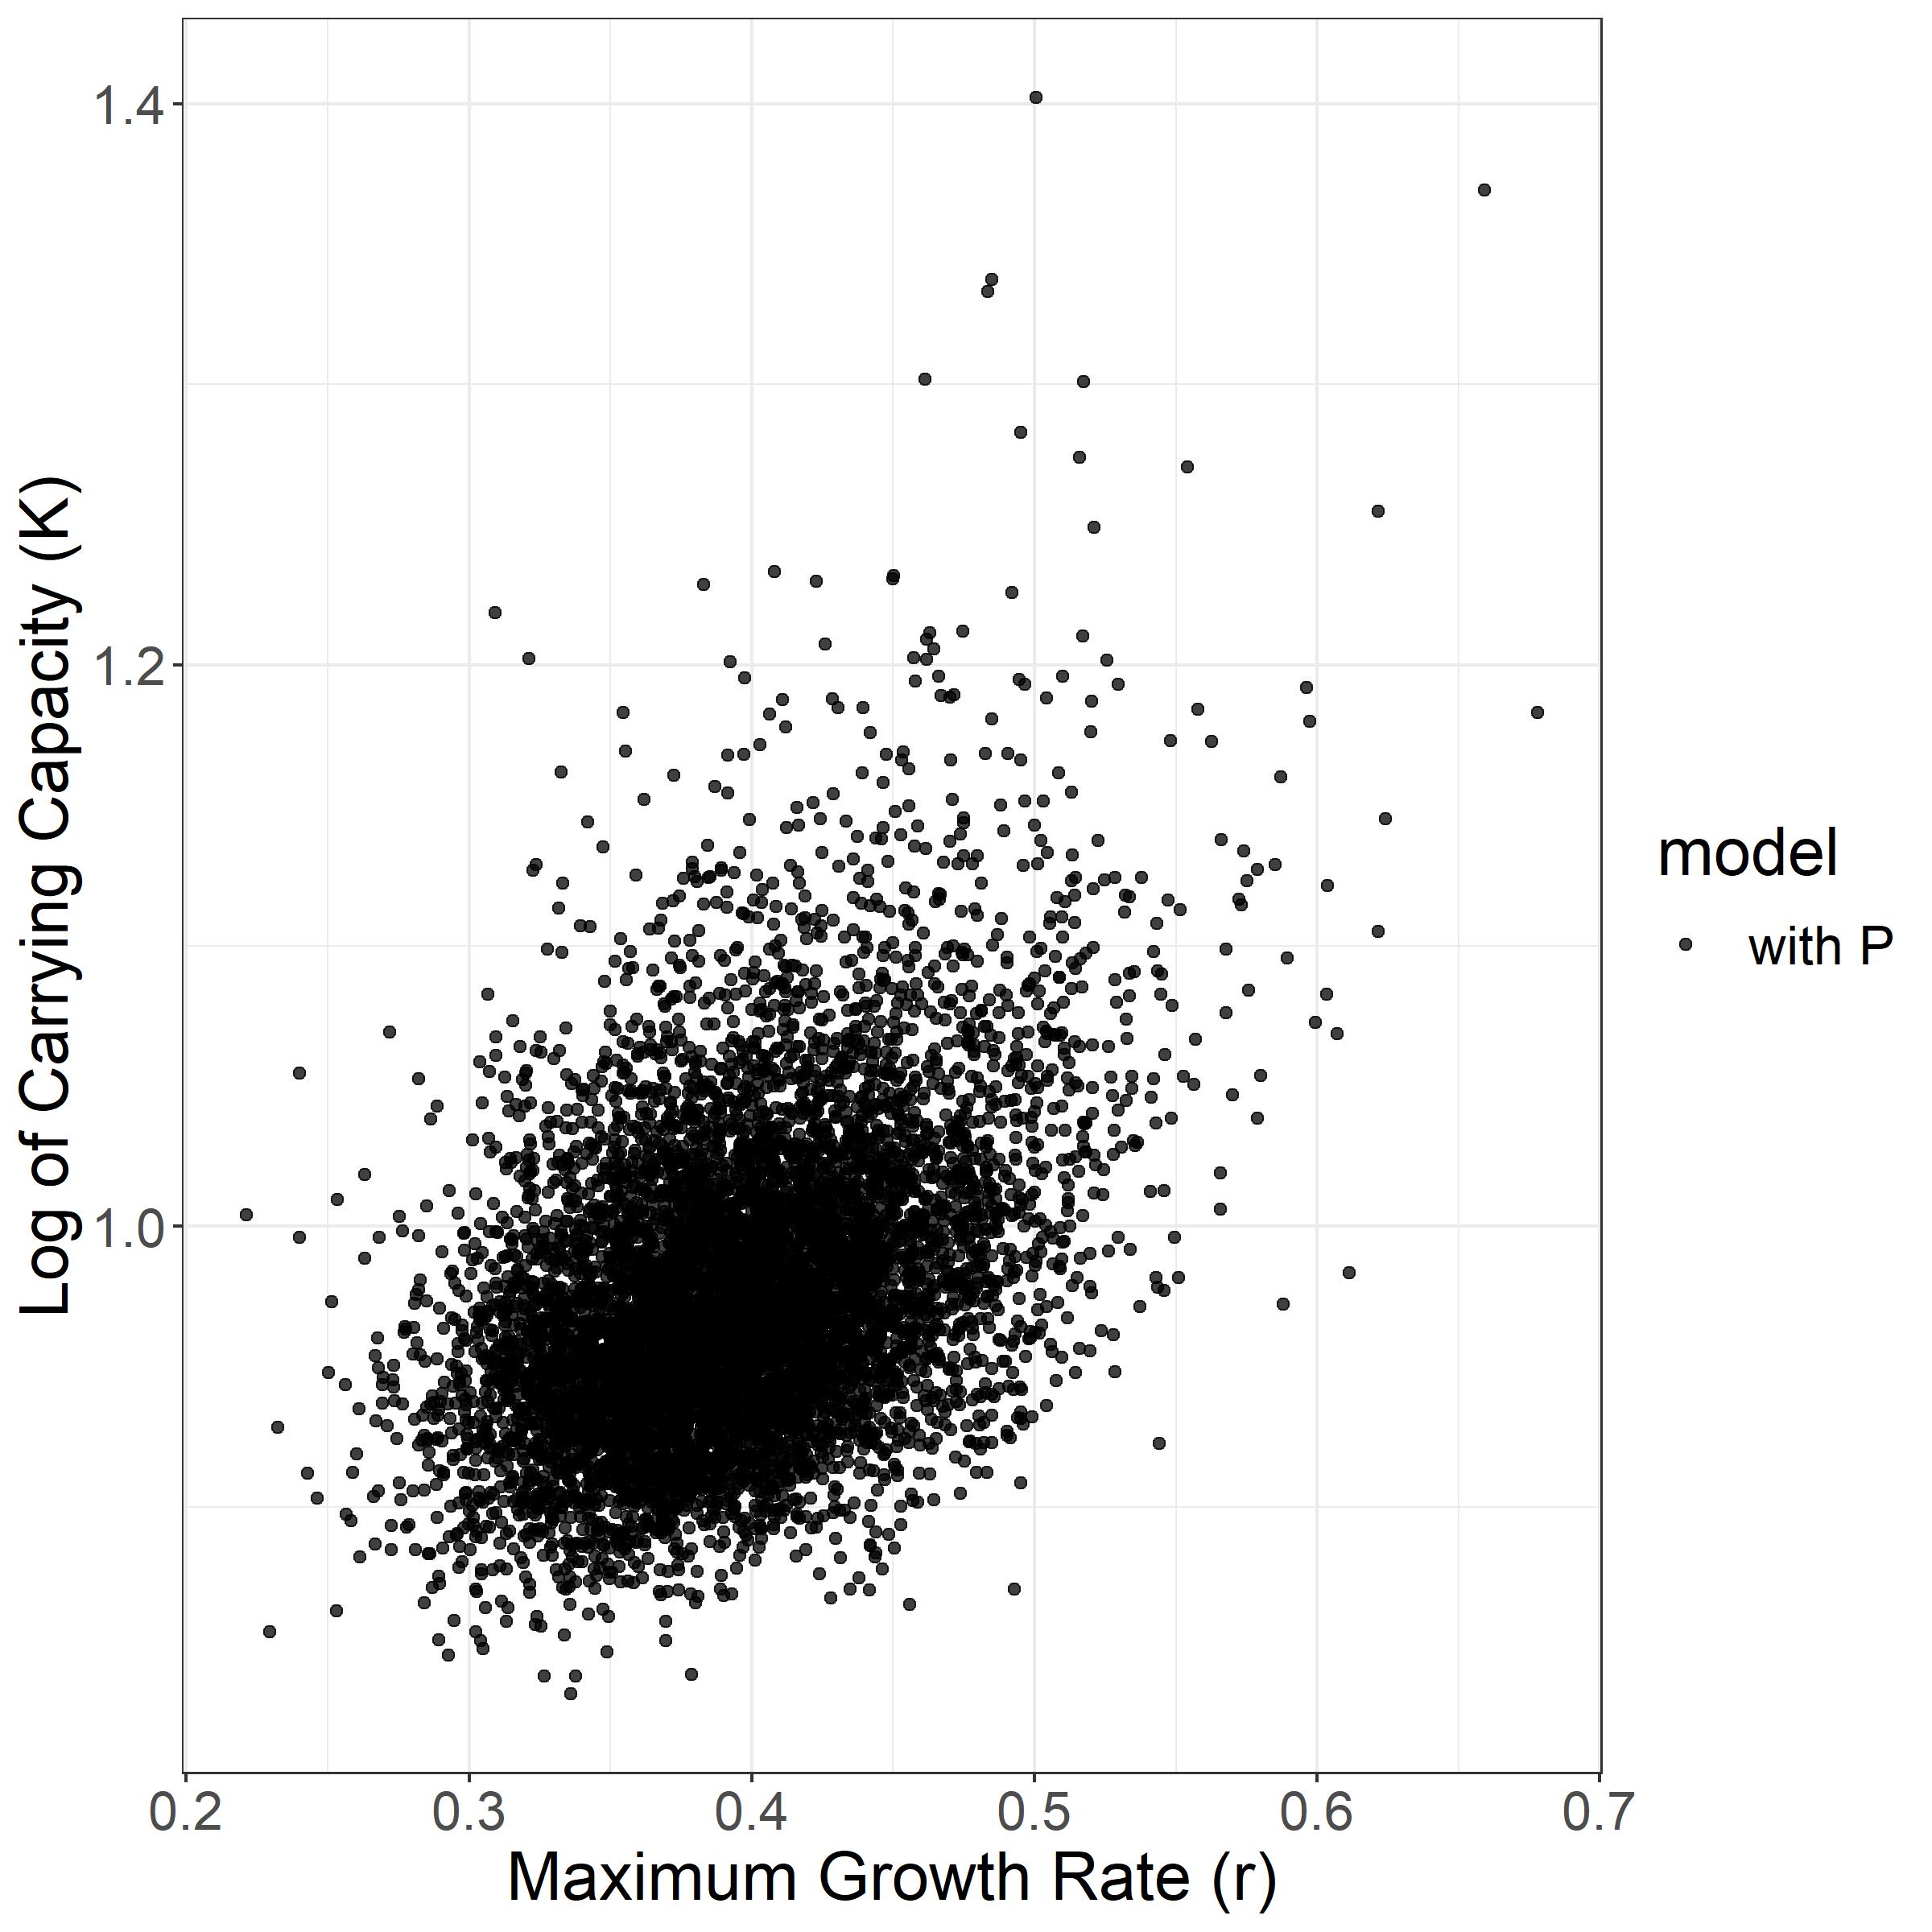 Log of Carrying Capacity (K)
1.4
1.2
1.0
0.2 0.3 0.4 0.5 0.6 0.7
Maximum Growth Rate (r)
model
with P